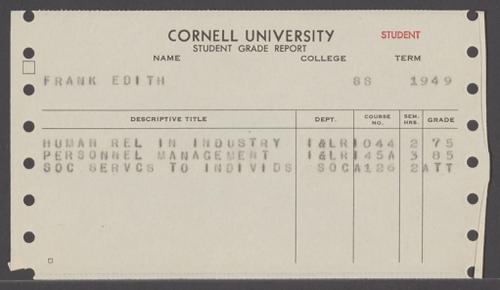 CORNELL UNIVERSITY STUDENT
STUDENT GRADE REPORT
NAME COLLEGE TERM
FRANK EDITH SS 1949
DESCRIPTIVE TITLE DEPT. COURSE NO. SEM. HRS. GRADE
HUMAN REL IN INDUSTRY I&LR 044 2 75
PERSONNEL MANAGEMENT I&LR 45A 3 85
SOC SERVCS TO INDIVIDS SOC A126 2 ATT